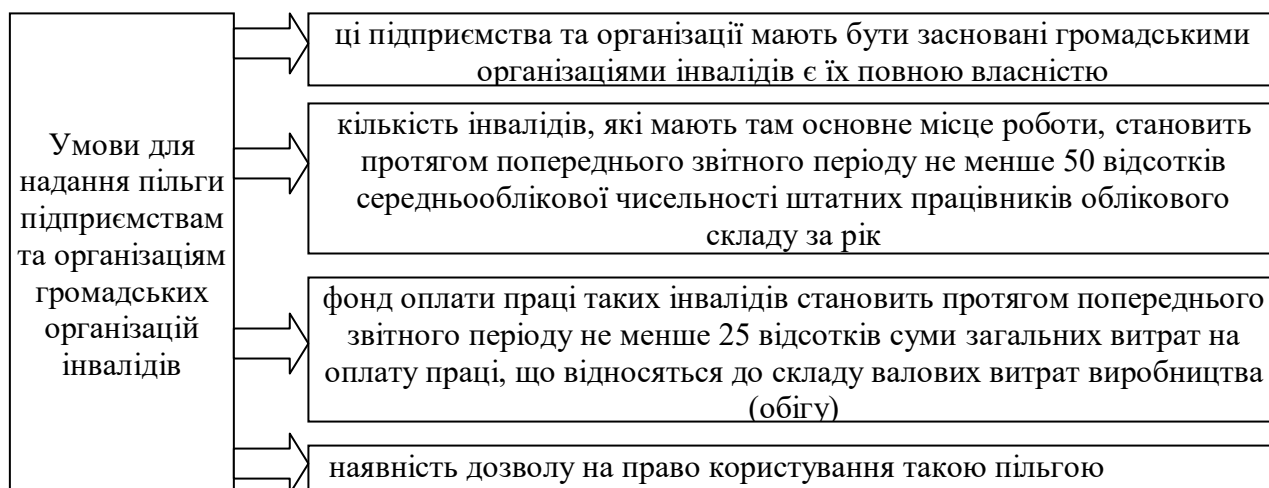 Умови для
надання пільги
підприємствам
та організаціям
громадських
організацій
інвалідів
ці підприємства та організації мають бути засновані громадськими
організаціями інвалідів є їх повною власністю
кількість інвалідів, які мають там основне місце роботи, становить
протягом попереднього звітного періоду не менше 50 відсотків
середньооблікової чисельності штатних працівників облікового
складу за рік
фонд оплати праці таких інвалідів становить протягом попереднього
звітного періоду не менше 25 відсотків суми загальних витрат на
оплату праці, що відносяться до складу валових витрат виробництва
(обігу)
наявність дозволу на право користування такою пільгою